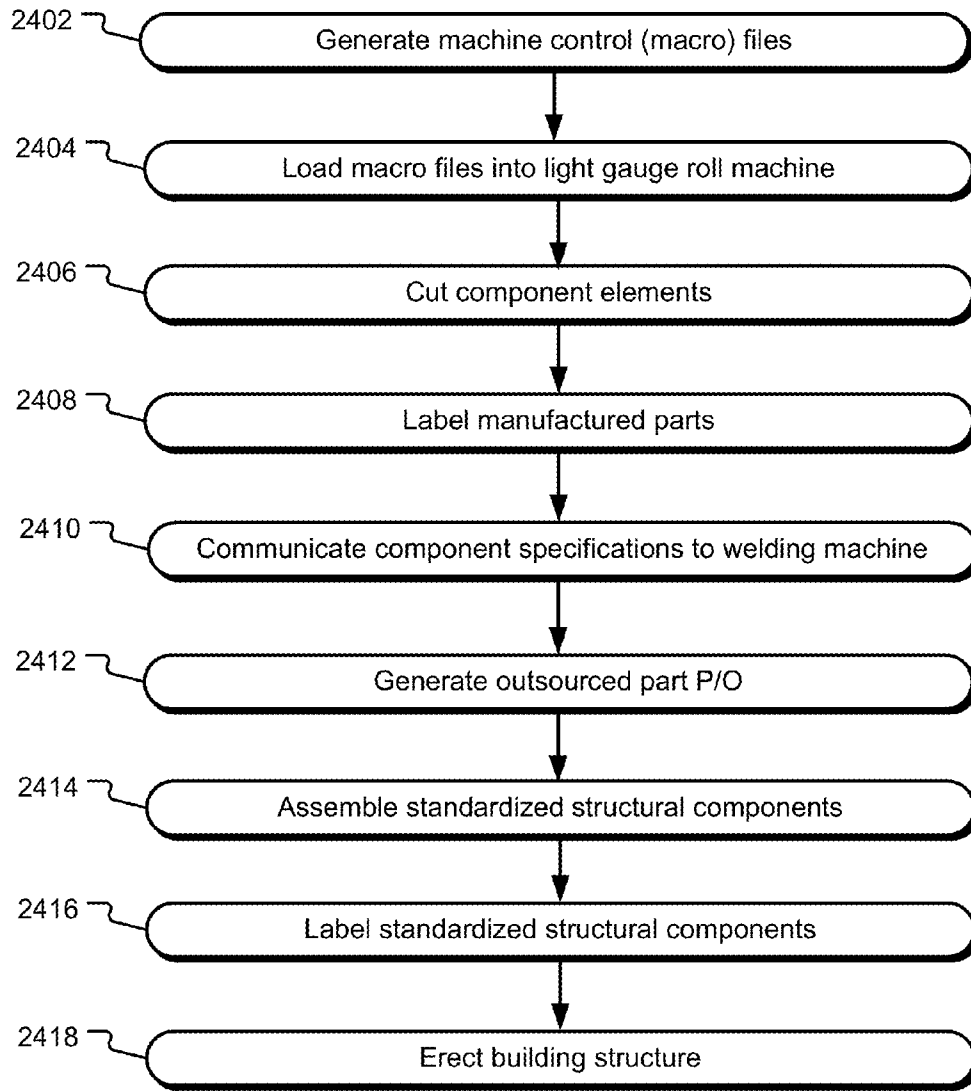 2402
Generate machine control (macro) files
2404
Load macro files into light gauge roll machine
2406
Cut component elements
2408
Label manufactured parts
2410
Communicate component specifications to welding machine
2412
Generate outsourced part P/O
2414
Assemble standardized structural components
2416
Label standardized structural components
2418
Erect building structure